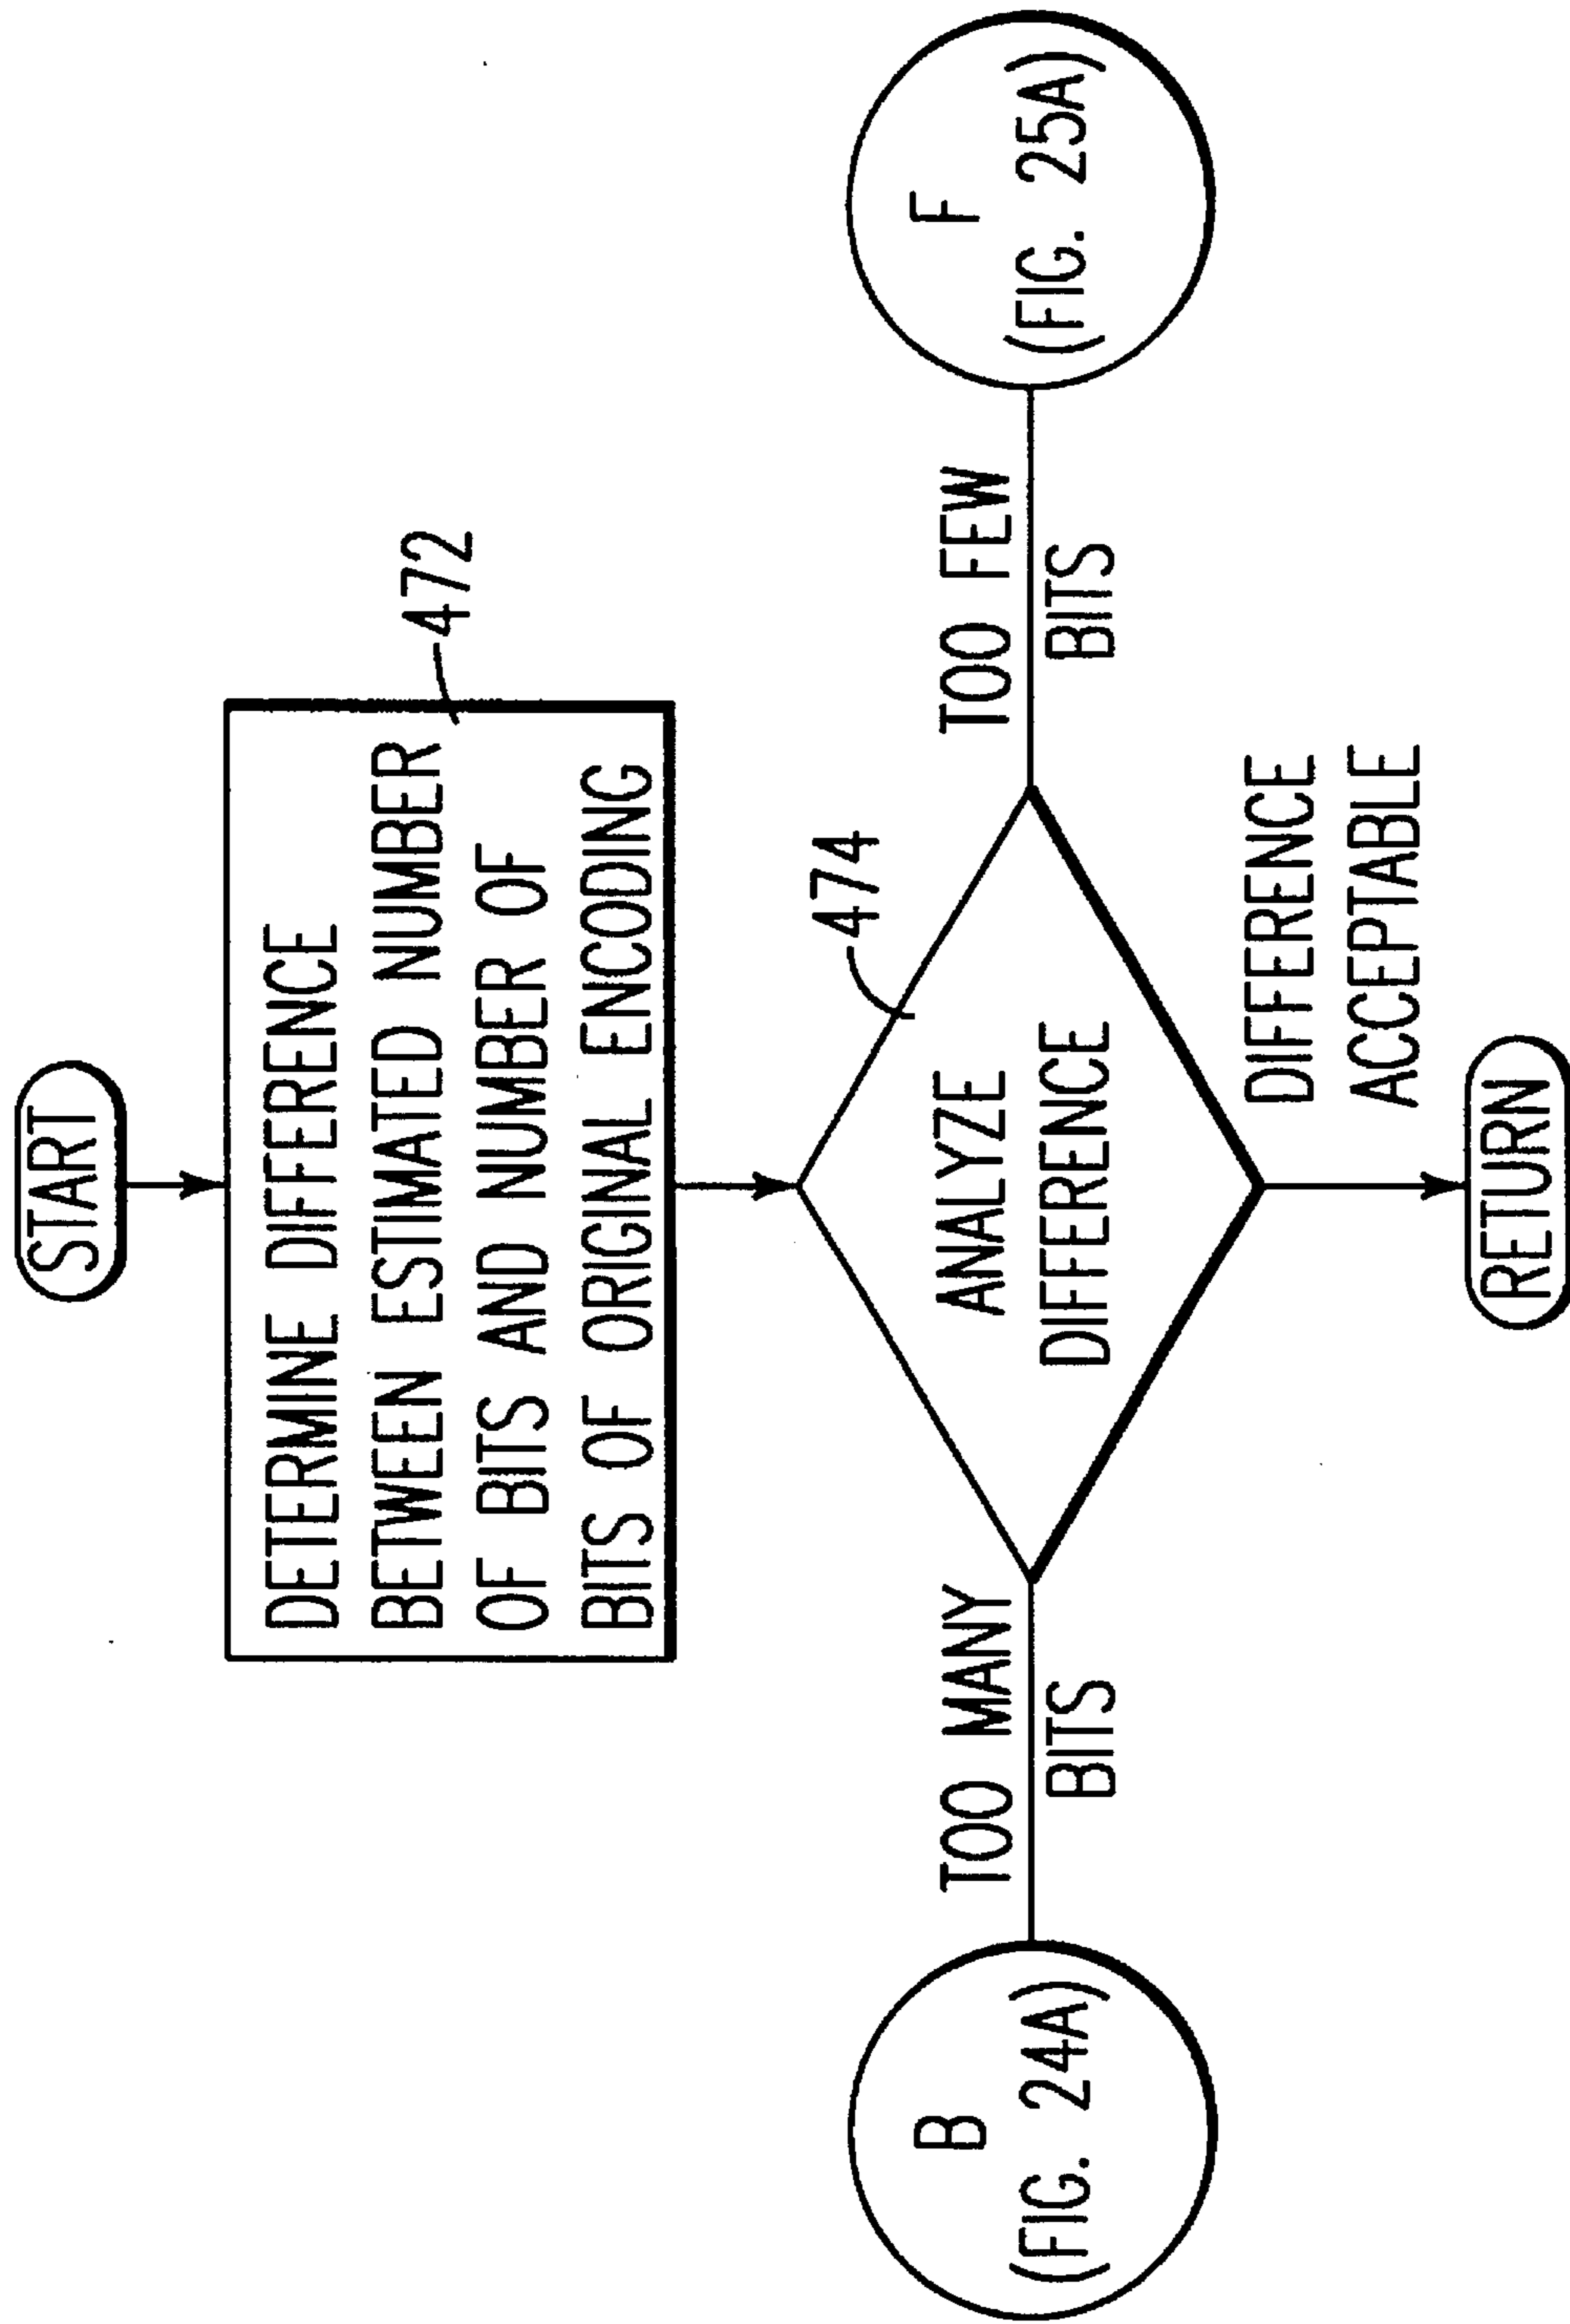 START
DETERMINE DIFFERENCE
BETWEEN ESTIMATED NUMBER
OF BITS AND NUMBER OF
BITS OF ORIGINAL ENCODING
472
474
ANALYZE
DIFFERENCE
TOO MANY
BITS
B
(FIG. 24A)
TOO FEW
BITS
F
(FIG. 25A)
DIFFERENCE
ACCEPTABLE
RETURN